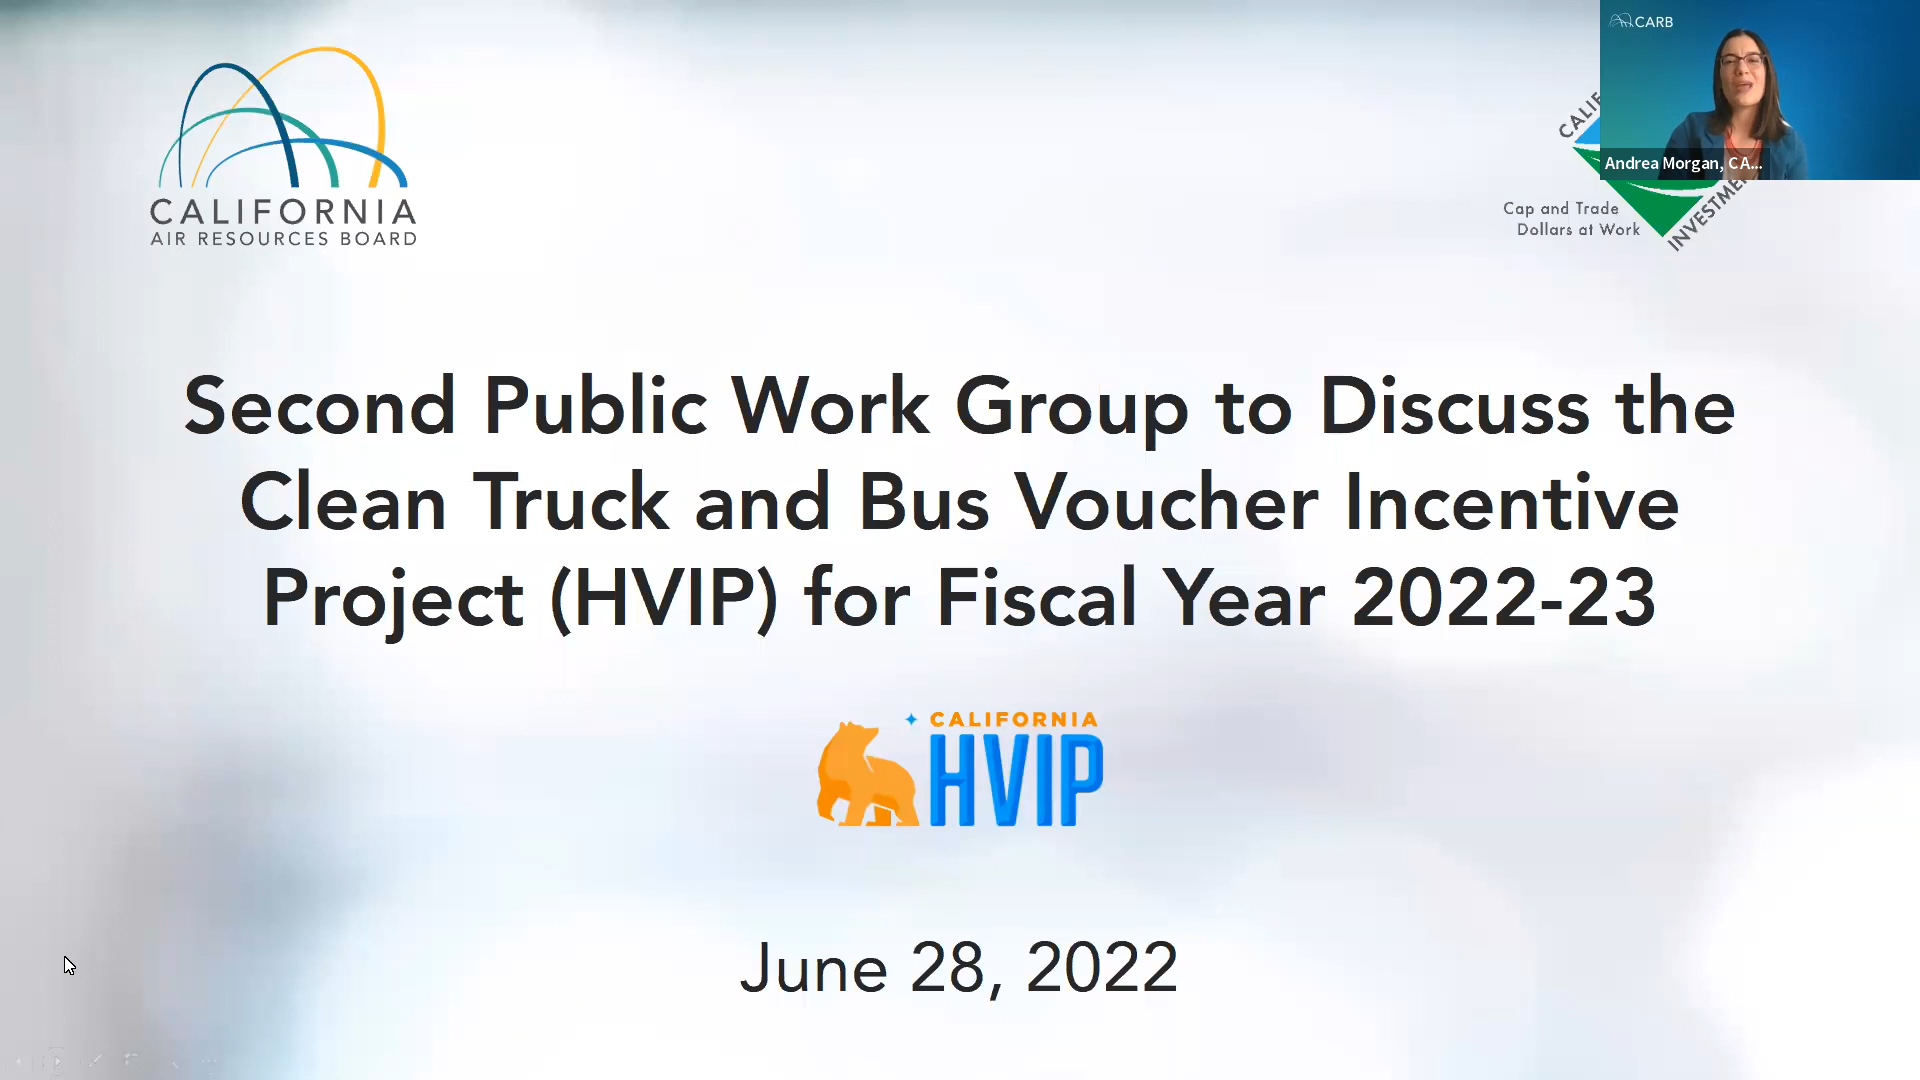 CALIFORNIA
AIR RESOURCES BOARD
CARB
Andrea Morgan, CA...
Cap and Trade
Dollars at Work
Second Public Work Group to Discuss the
Clean Truck and Bus Voucher Incentive
Project (HVIP) for Fiscal Year 2022-23
CALIFORNIA
HVIP
June 28, 2022